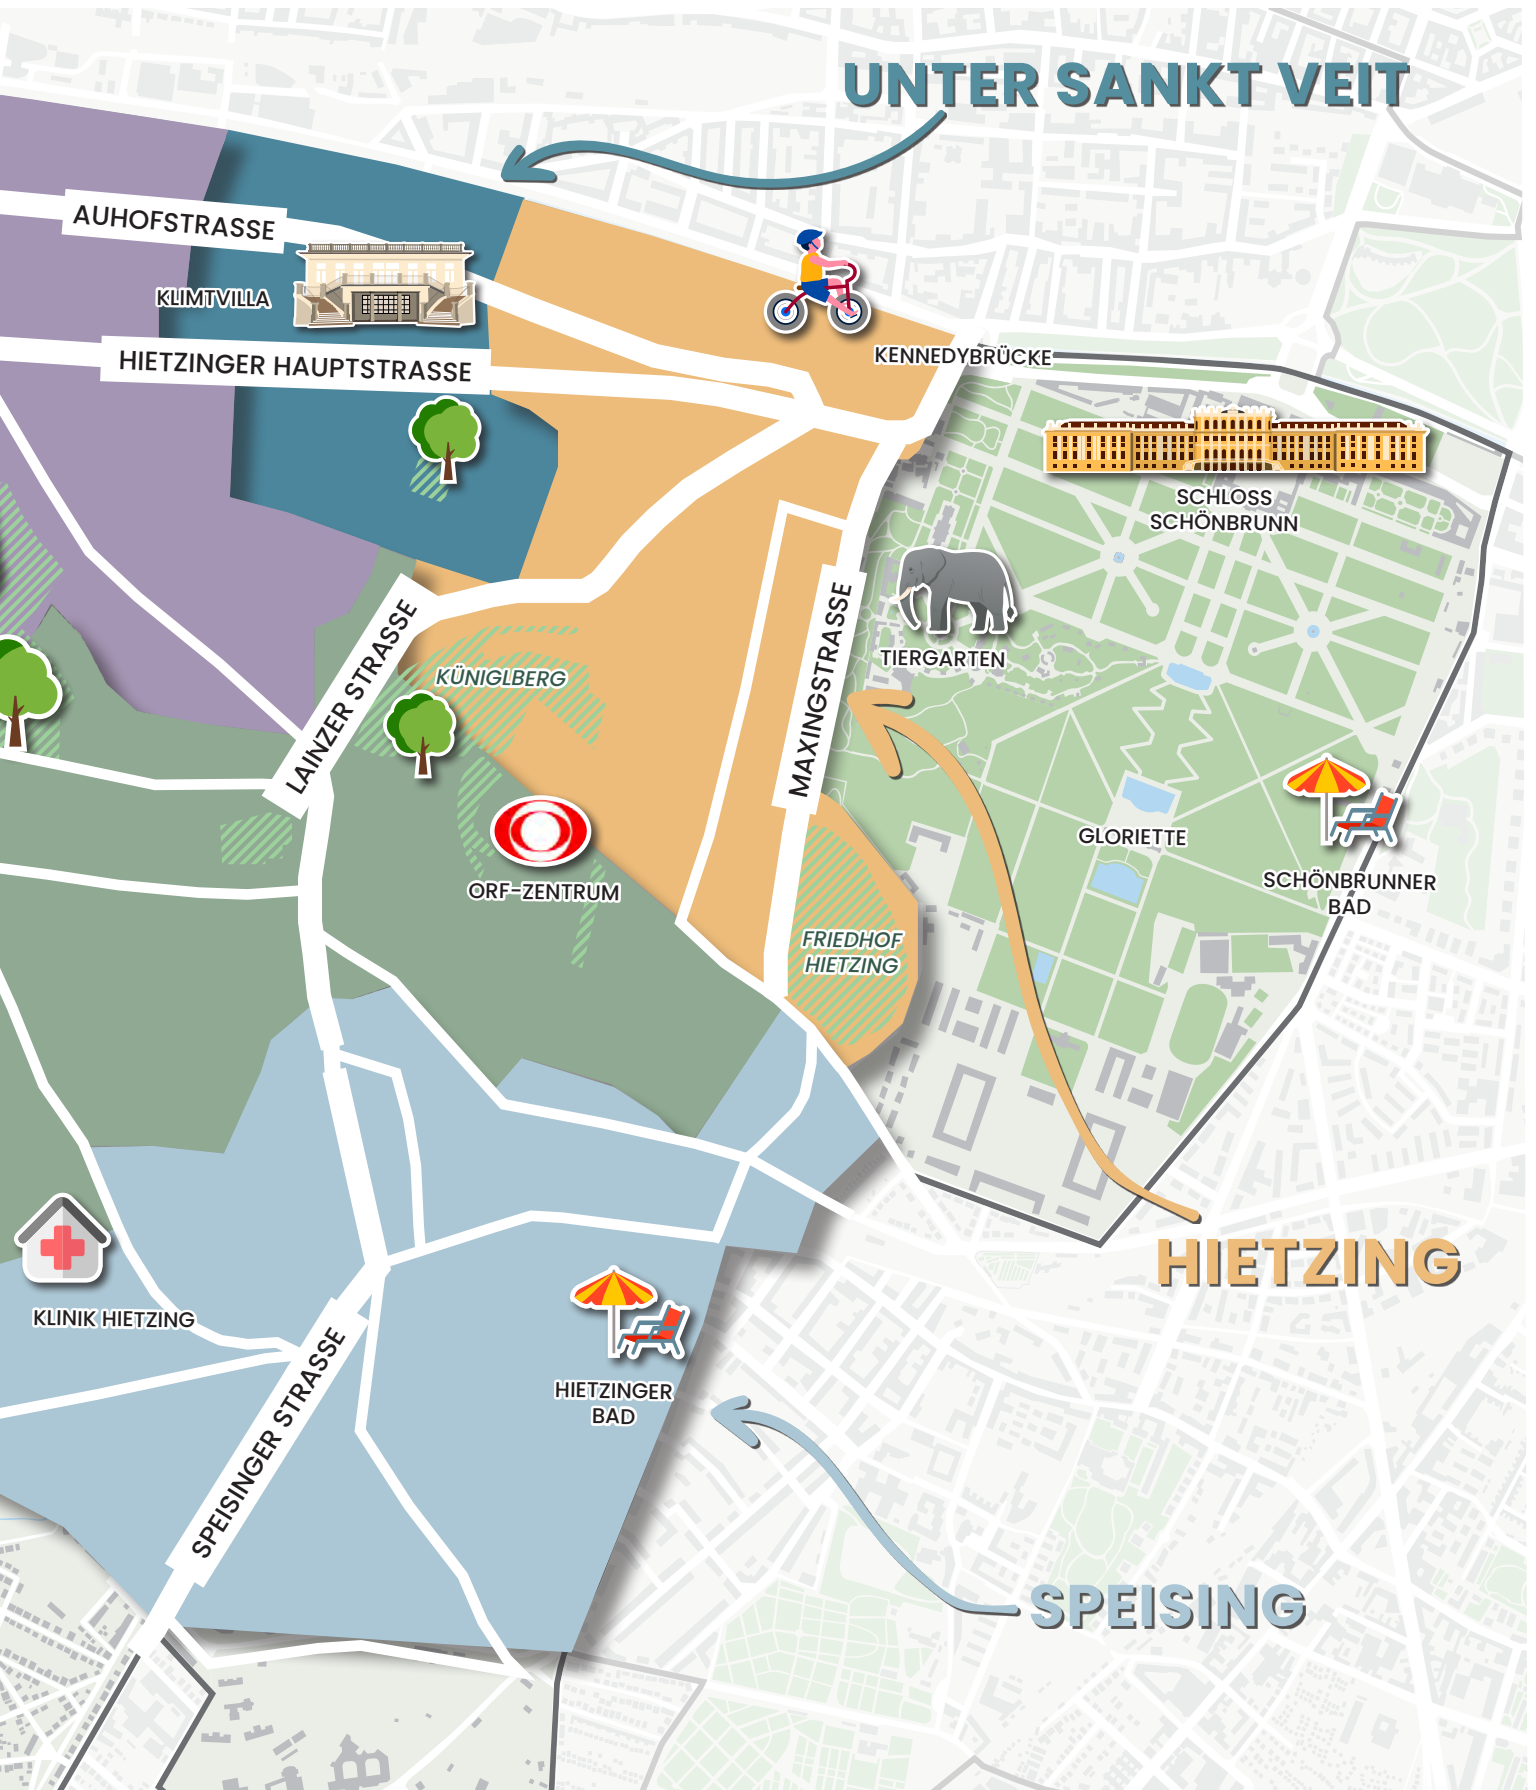 UNTER SANKT VEIT
AUHOFSTRASSE
KLIMTVILLA
HIETZINGER HAUPTSTRASSE
KENNEDYBRÜCKE
SCHLOSS
SCHÖNBRUNN
LAINZER STRASSE
KÜNIGLBERG
MAXINGSTRASSE
TIERGARTEN
GLORIETTE
SCHÖNBRUNNER
BAD
ORF-ZENTRUM
FRIEDHOF
HIETZING
HIETZING
KLINIK HIETZING
SPEISINGER STRASSE
HIETZINGER
BAD
SPEISING